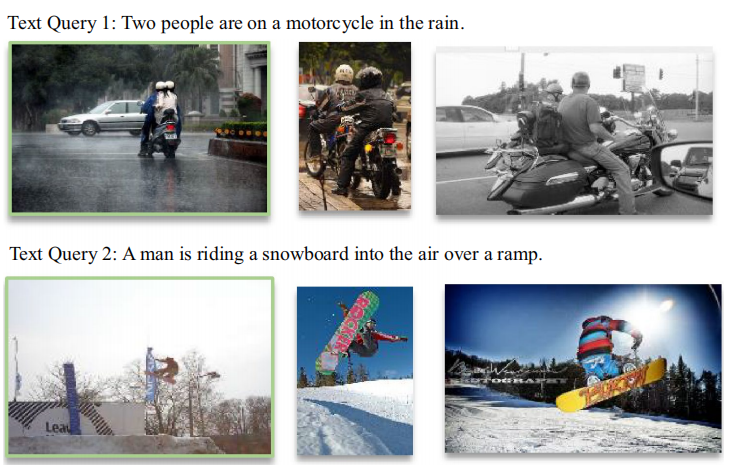 Text Query 1: Two people are on a motorcycle in the rain.
Text Query 2: A man is riding a snowboard into the air over a ramp.
Leau
PHOTOGRAPHY